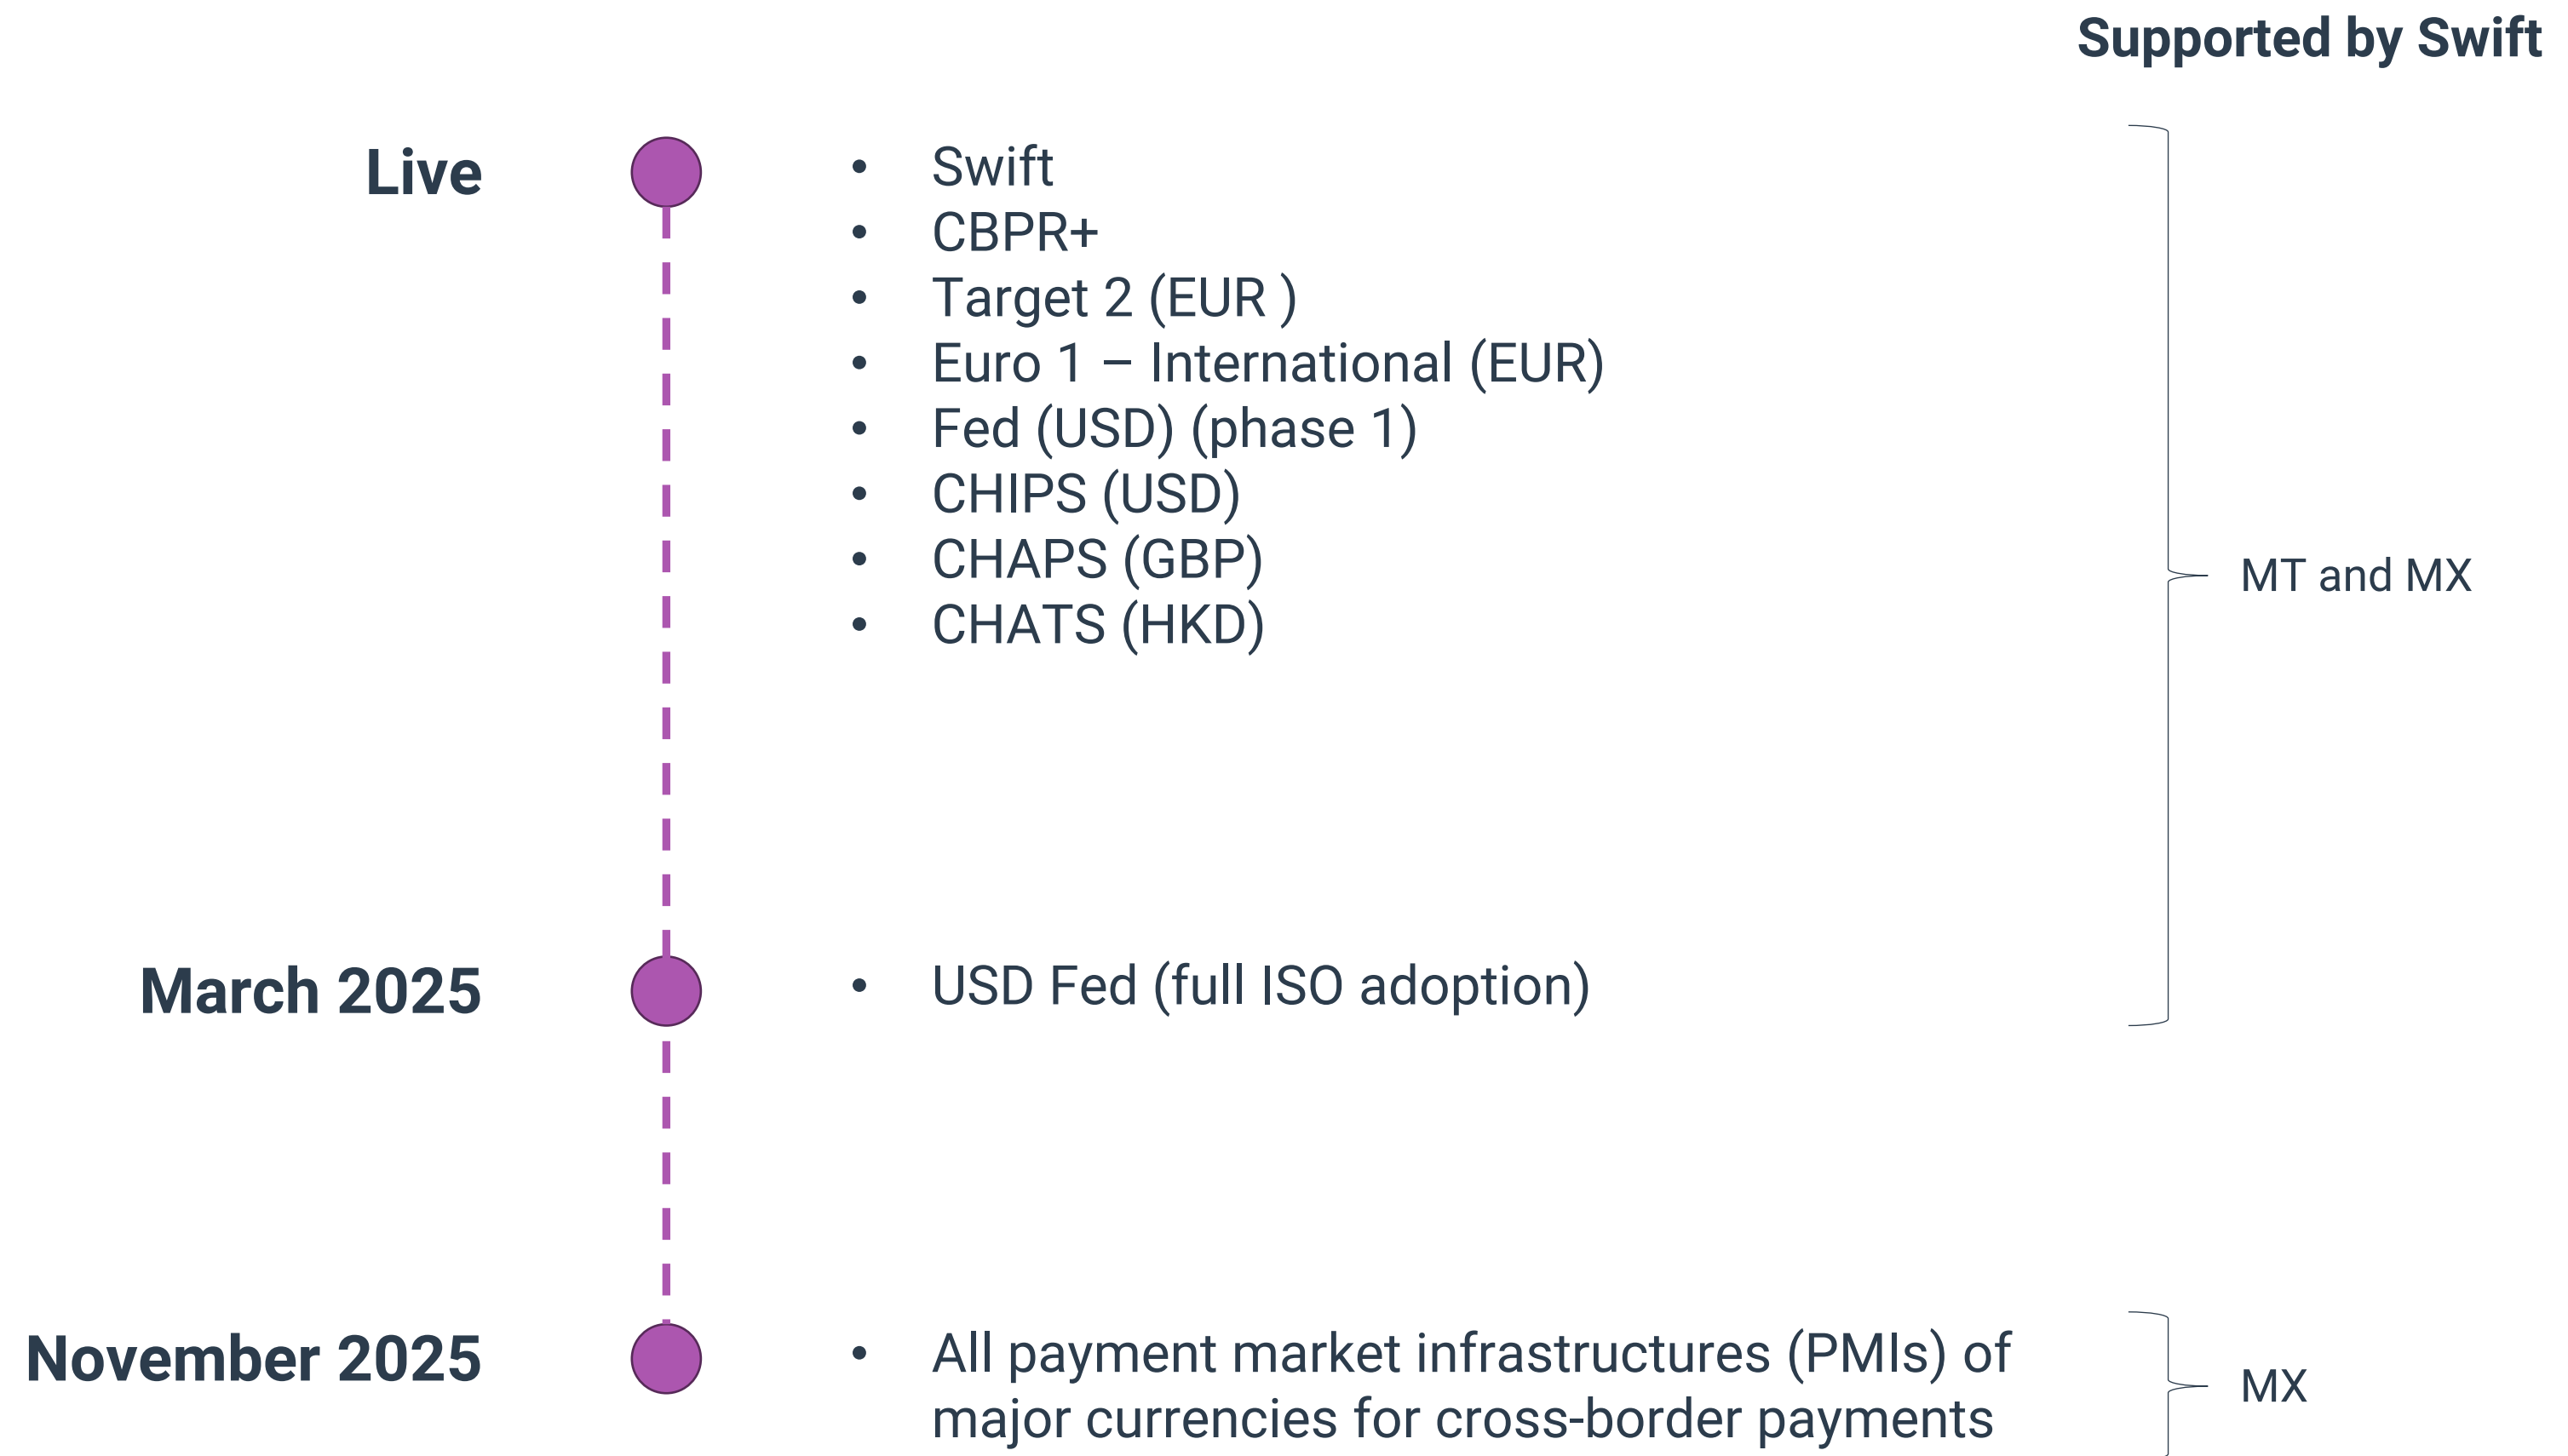 Supported by Swift
Live
• Swift
• CBPR+
• Target 2 (EUR )
• Euro 1 – International (EUR)
• Fed (USD) (phase 1)
• CHIPS (USD)
• CHAPS (GBP)
• CHATS (HKD)
MT and MX
March 2025
• USD Fed (full ISO adoption)
November 2025
• All payment market infrastructures (PMIs) of
major currencies for cross-border payments
MX